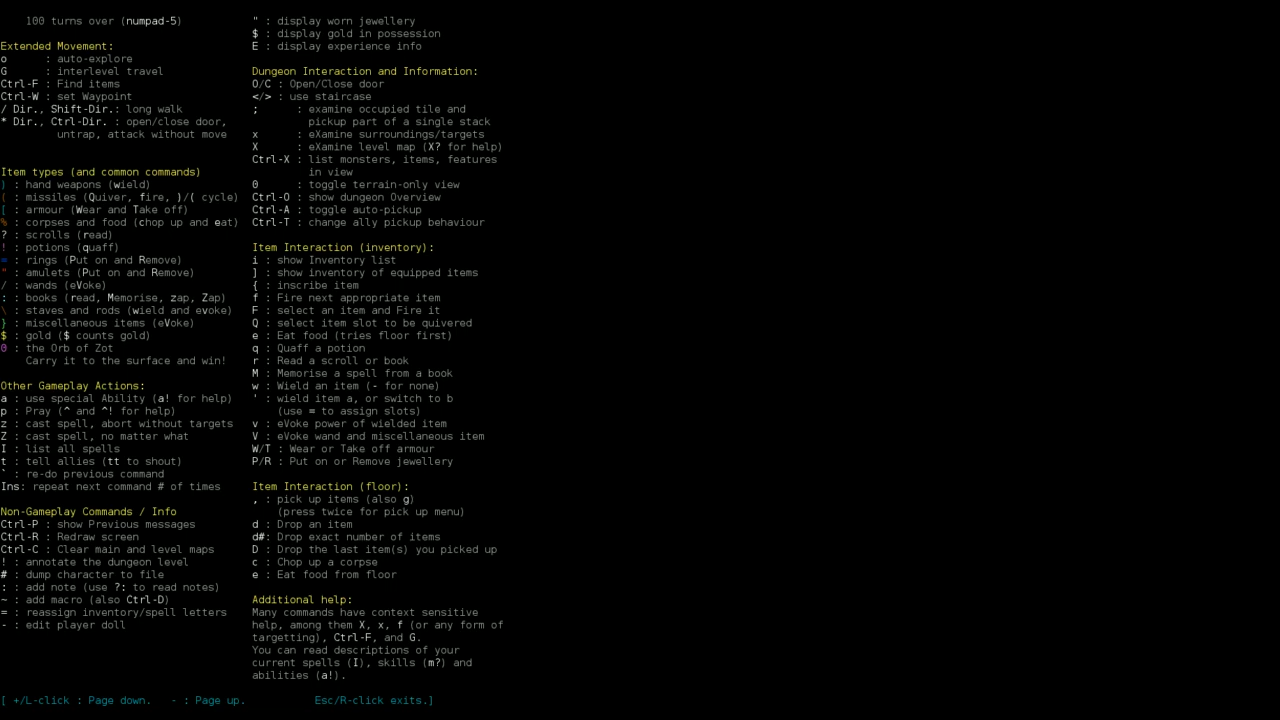 100 turns over (numpad-5)
Extended Movement:
o      : auto-explore
G      : interlevel travel
Ctrl-F : Find items
Ctrl-W : set Waypoint
/ Dir., Shift-Dir.: long walk
* Dir., Ctrl-Dir. : open/close door,
untrap, attack without move
Item types (and common commands)
) : hand weapons (wield)
( : missiles (Quiver, fire, )/( cycle)
[ : armour (Wear and Take off)
% : corpses and food (chop up and eat)
? : scrolls (read)
! : potions (quaff)
= : rings (Put on and Remove)
" : amulets (Put on and Remove)
/ : wands (eVoke)
: : books (read, Memorise, zap, Zap)
\ : staves and rods (wield and evoke)
} : miscellaneous items (eVoke)
$ : gold ($ counts gold)
0 : the Orb of Zot
Carry it to the surface and win!
Other Gameplay Actions:
a : use special Ability (a! for help)
p : Pray (^ and ^! for help)
z : cast spell, abort without targets
Z : cast spell, no matter what
I : list all spells
t : tell allies (tt to shout)
` : re-do previous command
Ins: repeat next command # of times
Non-Gameplay Commands / Info
Ctrl-P : show Previous messages
Ctrl-R : Redraw screen
Ctrl-C : Clear main and level maps
! : annotate the dungeon level
# : dump character to file
: : add note (use ?: to read notes)
~ : add macro (also Ctrl-D)
= : reassign inventory/spell letters
- : edit player doll
" : display worn jewellery
$ : display gold in possession
E : display experience info
Dungeon Interaction and Information:
O/C : Open/Close door
</> : use staircase
;      : examine occupied tile and
pickup part of a single stack
x      : eXamine surroundings/targets
X      : eXamine level map (X? for help)
Ctrl-X : list monsters, items, features
in view
0      : toggle terrain-only view
Ctrl-O : show dungeon Overview
Ctrl-A : toggle auto-pickup
Ctrl-T : change ally pickup behaviour
Item Interaction (inventory):
i : show Inventory list
] : show inventory of equipped items
{ : inscribe item
f : Fire next appropriate item
F : select an item and Fire it
Q : select item slot to be quivered
e : Eat food (tries floor first)
q : Quaff a potion
r : Read a scroll or book
M : Memorise a spell from a book
w : Wield an item (- for none)
' : wield item a, or switch to b
(use = to assign slots)
v : eVoke power of wielded item
V : eVoke wand and miscellaneous item
W/T : Wear or Take off armour
P/R : Put on or Remove jewellery
Item Interaction (floor):
, : pick up items (also g)
(press twice for pick up menu)
d : Drop an item
d#: Drop exact number of items
D : Drop the last item(s) you picked up
c : Chop up a corpse
e : Eat food from floor
Additional help:
Many commands have context sensitive
help, among them X, x, f (or any form of
targetting), Ctrl-F, and G.
You can read descriptions of your
current spells (I), skills (m?) and
abilities (a!).
[ +/L-click : Page down.   - : Page up.           Esc/R-click exits.]